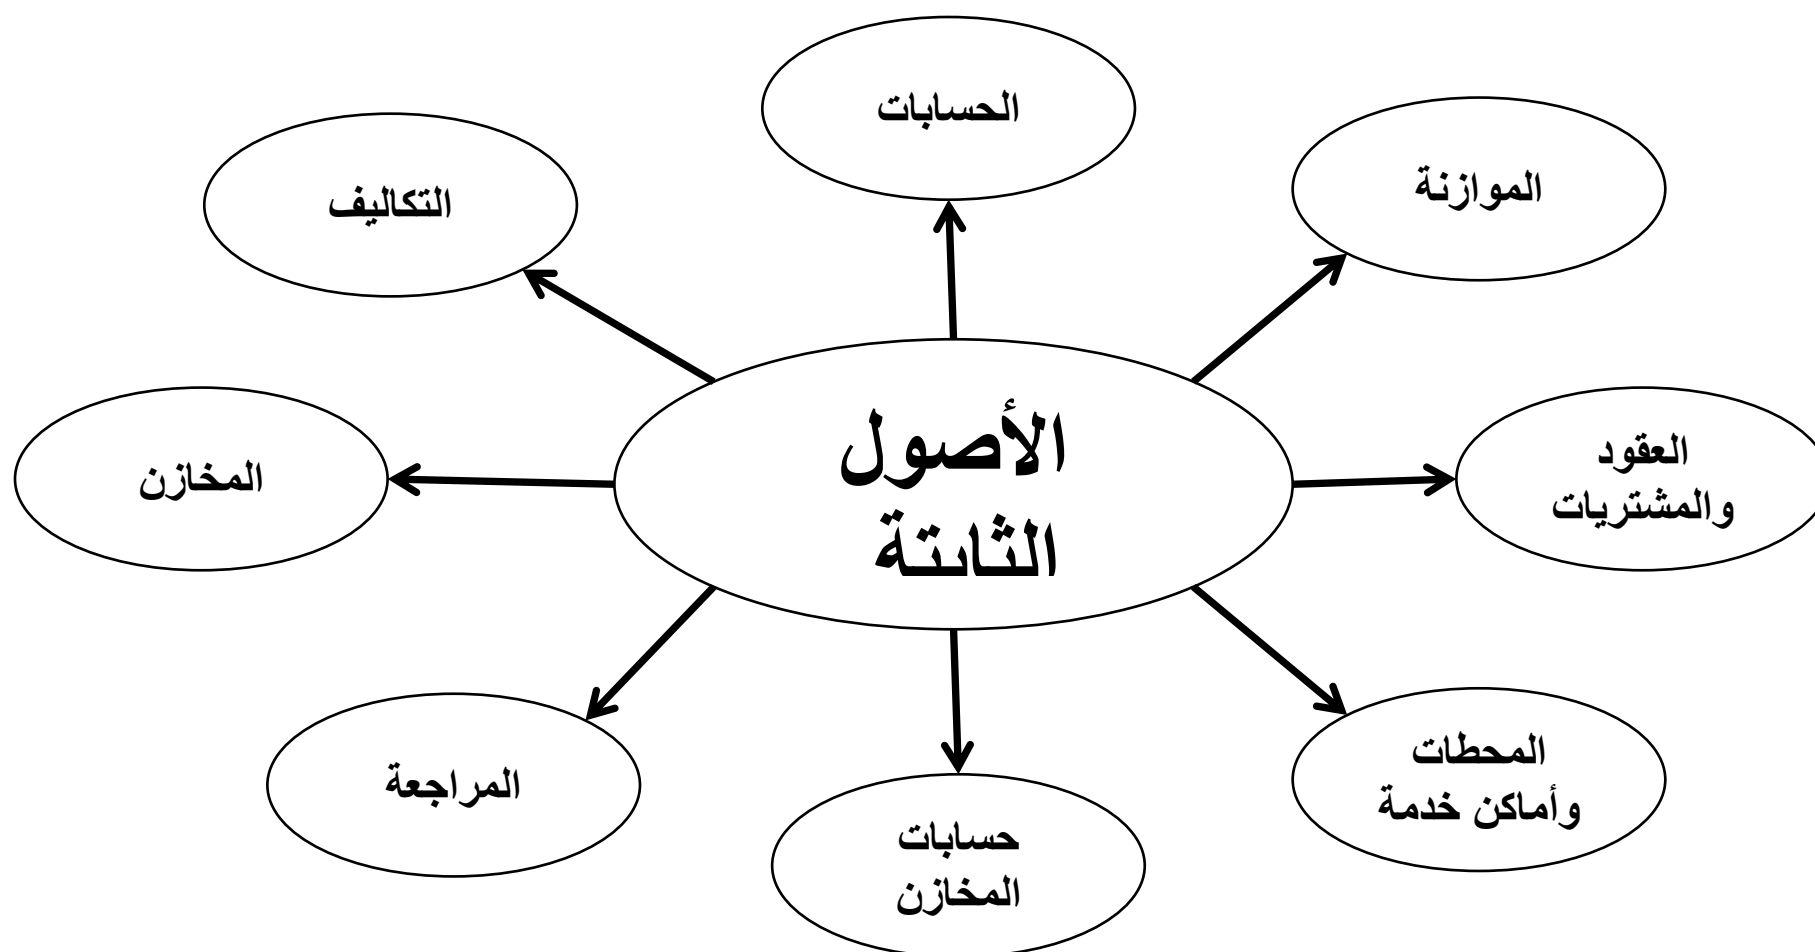 الحسابات
الموازنة
التكاليف
العقود
والمشتريات
الأصول
الثابتة
المخازن
المحطات
وأماكن خدمة
المراجعة
حسابات
المخازن